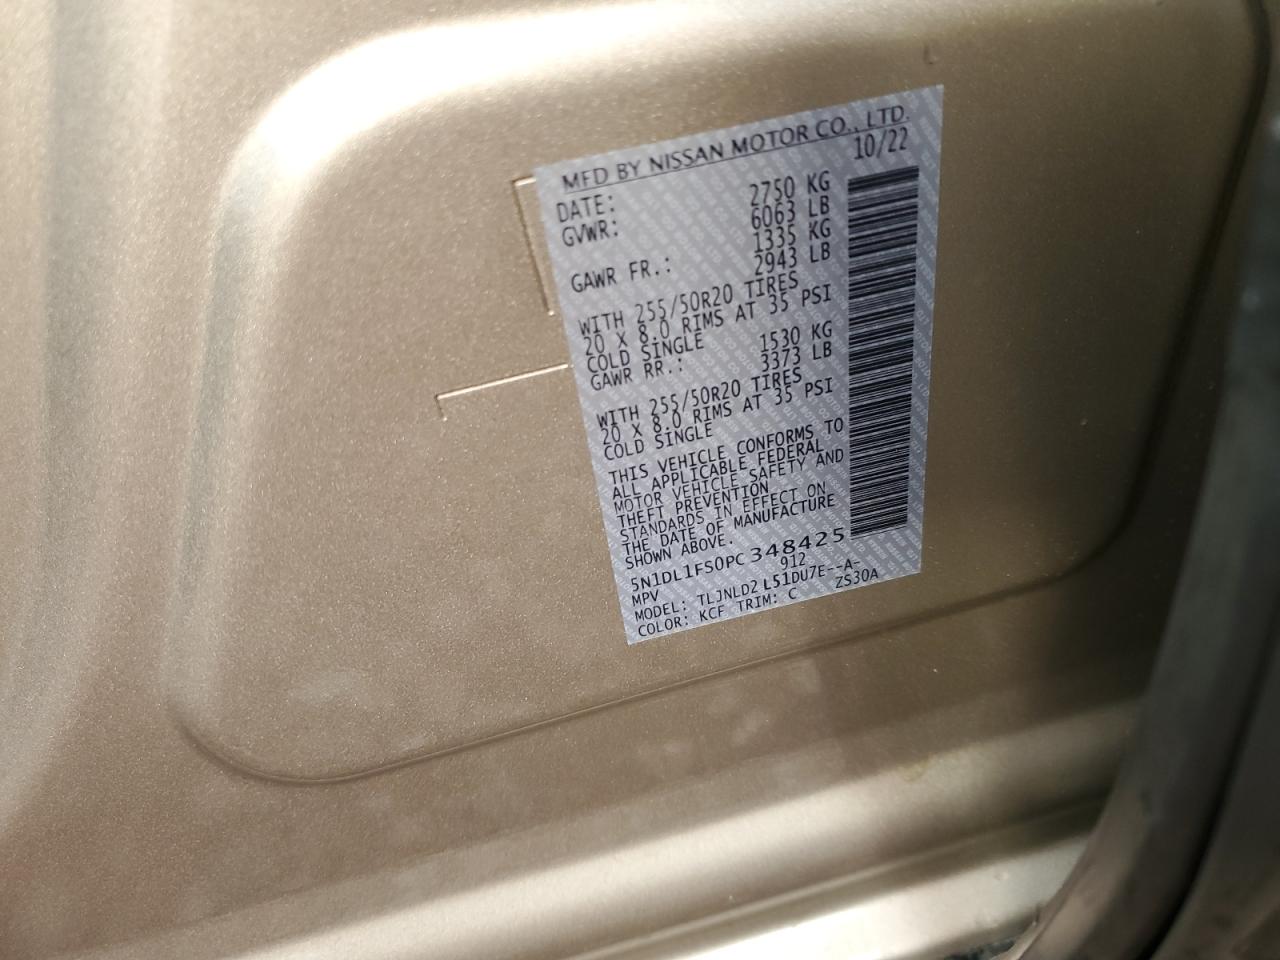 MFD BY NISSAN MOTOR CO., LTD.
DATE: 10/22
GVWR: 2750 KG
6063 LB
GAWR FR.: 1335 KG
2943 LB
WITH 255/50R20 TIRES
20 X 8.0 RIMS AT 35 PSI
COLD SINGLE
GAWR RR.: 1530 KG
3373 LB
WITH 255/50R20 TIRES
20 X 8.0 RIMS AT 35 PSI
COLD SINGLE
THIS VEHICLE CONFORMS TO
ALL APPLICABLE FEDERAL
MOTOR VEHICLE SAFETY AND
THEFT PREVENTION
STANDARDS IN EFFECT ON
THE DATE OF MANUFACTURE
SHOWN ABOVE.
5N1DL1FS0PC348425
MPV 912
MODEL: TLJNLD2 L51DU7E--A-
COLOR: KCF TRIM: C ZS30A